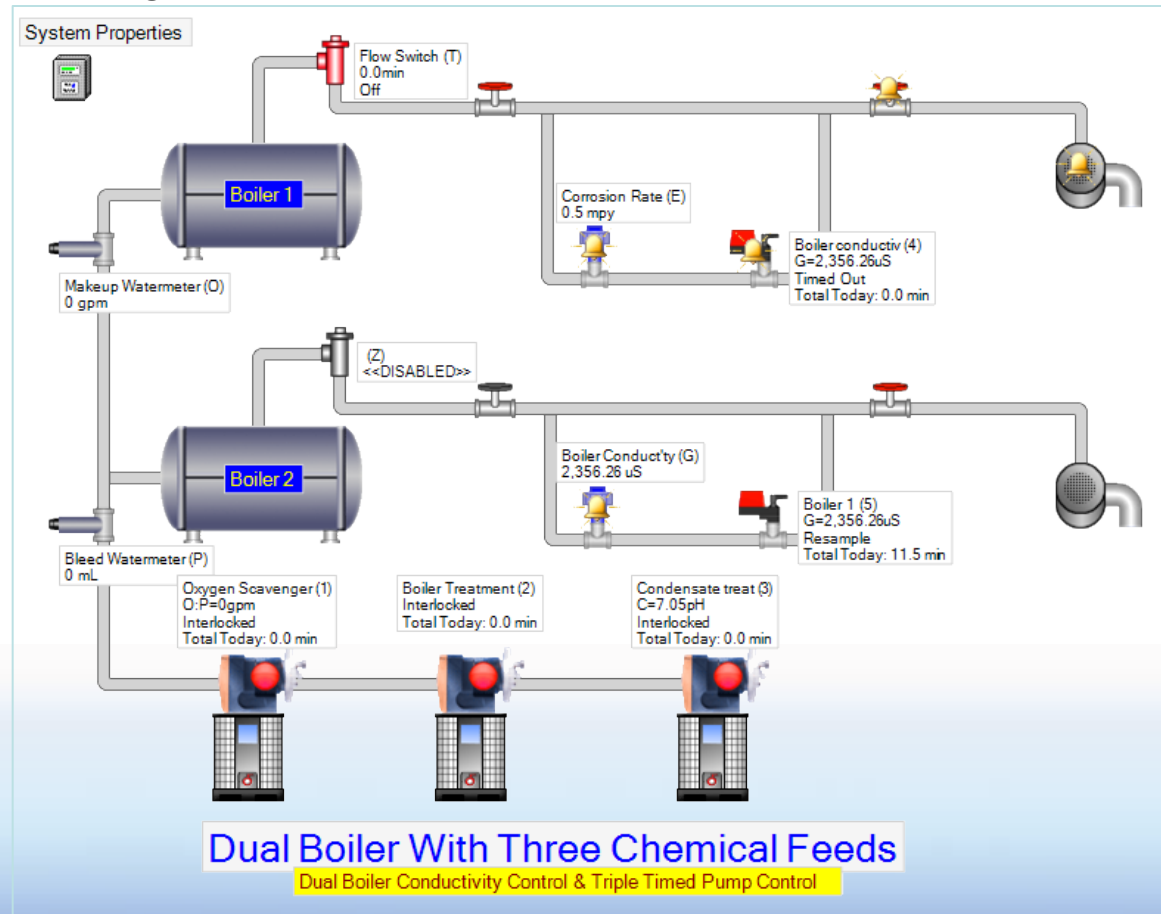 System Properties
Flow Switch (T)
0.0min
Off
Boiler 1
Corrosion Rate (E)
0.5 mpy
Boiler conductiv (4)
G=2,356.26uS
Timed Out
Total Today: 0.0 min
Makeup Watermeter (O)
0 gpm
(Z)
<<DISABLED>>
Boiler 2
Boiler Conduct'ty (G)
2,356.26 uS
Boiler 1 (5)
G=2,356.26uS
Resample
Total Today: 11.5 min
Bleed Watermeter (P)
0 mL
Oxygen Scavenger (1)
O:P=0gpm
Interlocked
Total Today: 0.0 min
Boiler Treatment (2)
Interlocked
Total Today: 0.0 min
Condensate treat (3)
C=7.05pH
Interlocked
Total Today: 0.0 min
Dual Boiler With Three Chemical Feeds
Dual Boiler Conductivity Control & Triple Timed Pump Control